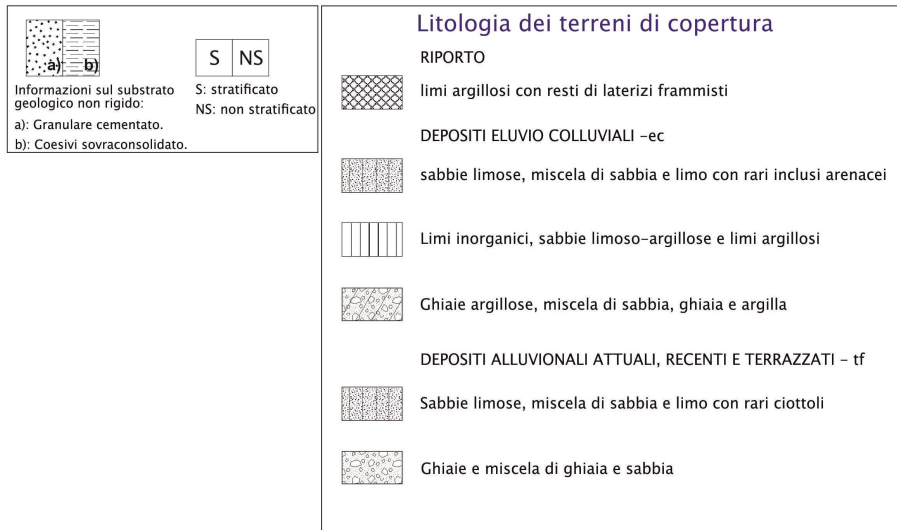 a) b)
S NS
Informazioni sul substrato
geologico non rigido:
a): Granulare cementato.
b): Coesivi sovraconsolidato.
S: stratificato
NS: non stratificato
Litologia dei terreni di copertura
RIPORTO
limi argillosi con resti di laterizi frammisti
DEPOSITI ELUVIO COLLUVIALI -ec
sabbie limose, miscela di sabbia e limo con rari inclusi arenacei
Limi inorganici, sabbie limoso-argillose e limi argillosi
Ghiaie argillose, miscela di sabbia, ghiaia e argilla
DEPOSITI ALLUVIONALI ATTUALI, RECENTI E TERRAZZATI - tf
Sabbie limose, miscela di sabbia e limo con rari ciottoli
Ghiaie e miscela di ghiaia e sabbia